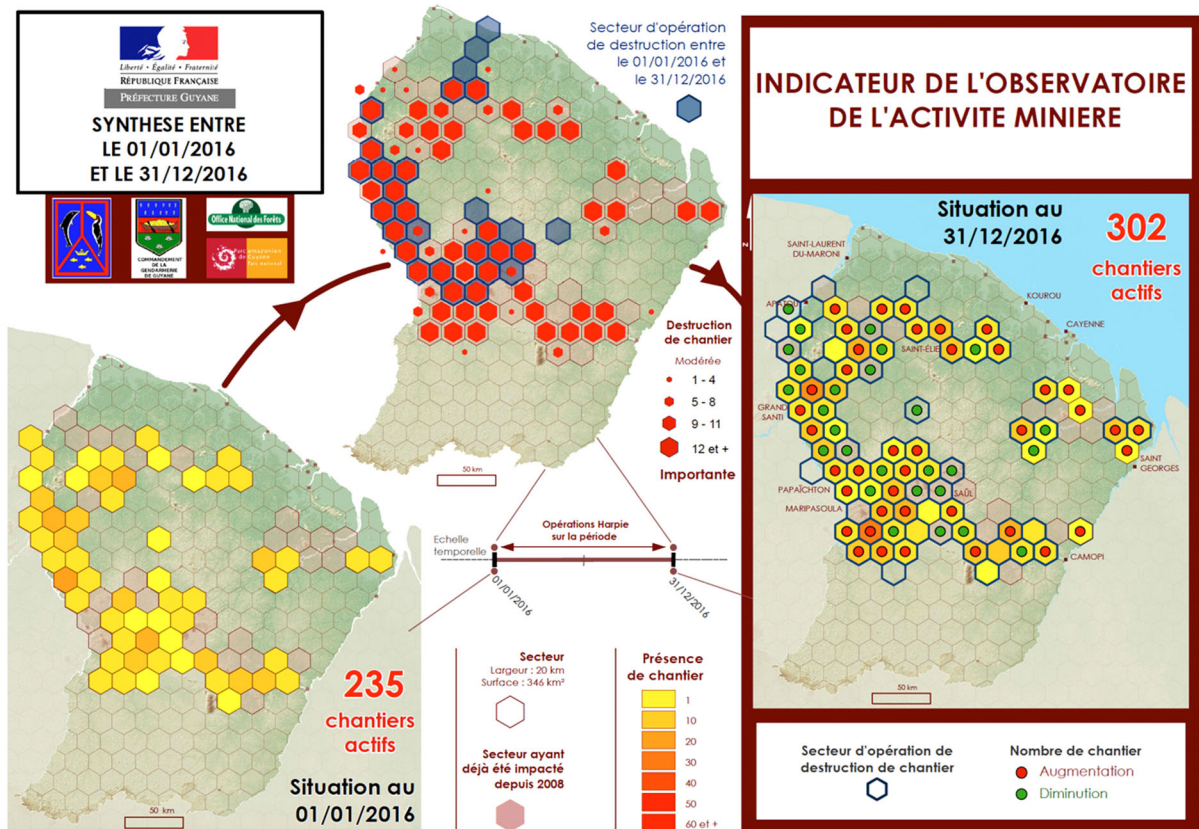 Liberté • Égalité • Fraternité
RÉPUBLIQUE FRANÇAISE
PRÉFECTURE GUYANE
SYNTHESE ENTRE
LE 01/01/2016
ET LE 31/12/2016
COMMANDEMENT
DE LA
GENDARMERIE
DE GUYANE
Office National des Forêts
Parc amazonien
de Guyane
Parc national
Secteur d'opération
de destruction entre
le 01/01/2016 et
le 31/12/2016
Destruction
de chantier
Modérée
1 - 4
5 - 8
9 - 11
12 et +
Importante
50 km
INDICATEUR DE L'OBSERVATOIRE
DE L'ACTIVITE MINIERE
N
Situation au
31/12/2016
302
chantiers
actifs
SAINT-LAURENT
DU-MARONI
APATOU
KOUROU
CAYENNE
SAINT-ÉLIE
GRAND
SANTI
SAINT
GEORGES
PAPAÏCHTON
SAÜL
MARIPASOULA
CAMOPI
50 km
Secteur d'opération de
destruction de chantier
Nombre de chantier
Augmentation
Diminution
Echelle
temporelle
Opérations Harpie
sur la période
01/01/2016
31/12/2016
235
chantiers
actifs
Situation au
01/01/2016
50 km
Secteur
Largeur : 20 km
Surface : 346 km²
Secteur ayant
déjà été impacté
depuis 2008
Présence
de chantier
1
10
20
30
40
50
60 et +